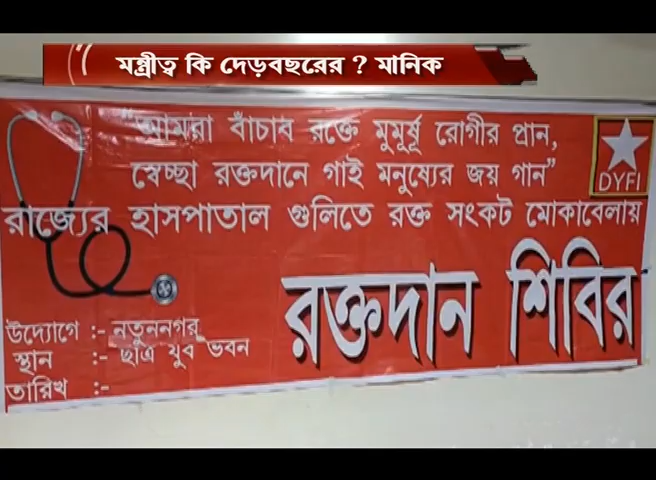 মন্ত্রীত্ব কি দেড়বছরের ? মানিক
"আমরা বাঁচাব রক্তে মুমূর্ষু রোগীর প্রান,
স্বেচ্ছা রক্তদানে গাই মনুষ্যের জয় গান"
DYFI
রাজ্যের হাসপাতাল গুলিতে রক্ত সংকট মোকাবেলায়
রক্তদান শিবির
উদ্যোগে :- নতুননগর
স্থান :- ছাত্র যুব ভবন
তারিখ :-